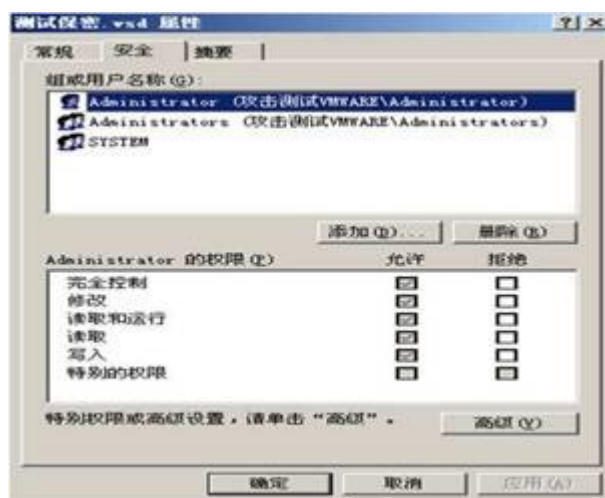 测试保密.vsd 属性
常规 安全 摘要
组或用户名称(G):
Administrator (攻击测试VMWARE\Administrator)
Administrators (攻击测试VMWARE\Administrators)
SYSTEM
添加(D)... 删除(R)
Administrator 的权限(P) 允许 拒绝
完全控制
修改
读取和运行
读取
写入
特别的权限
特别权限或高级设置，请单击“高级”。 高级(V)
确定 取消 应用(A)